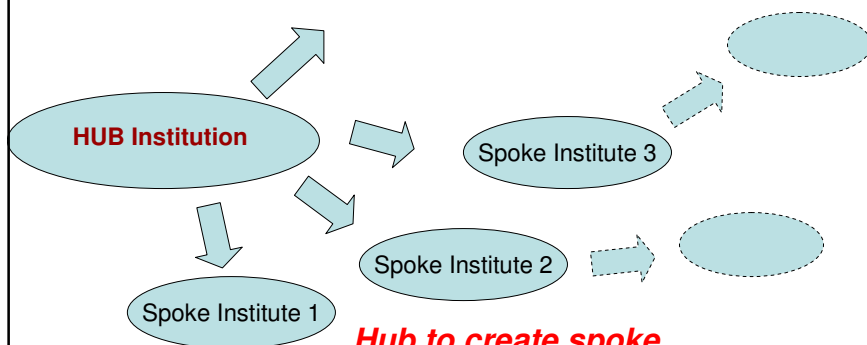 HUB Institution
Spoke Institute 3
Spoke Institute 2
Spoke Institute 1
Hub to create spoke